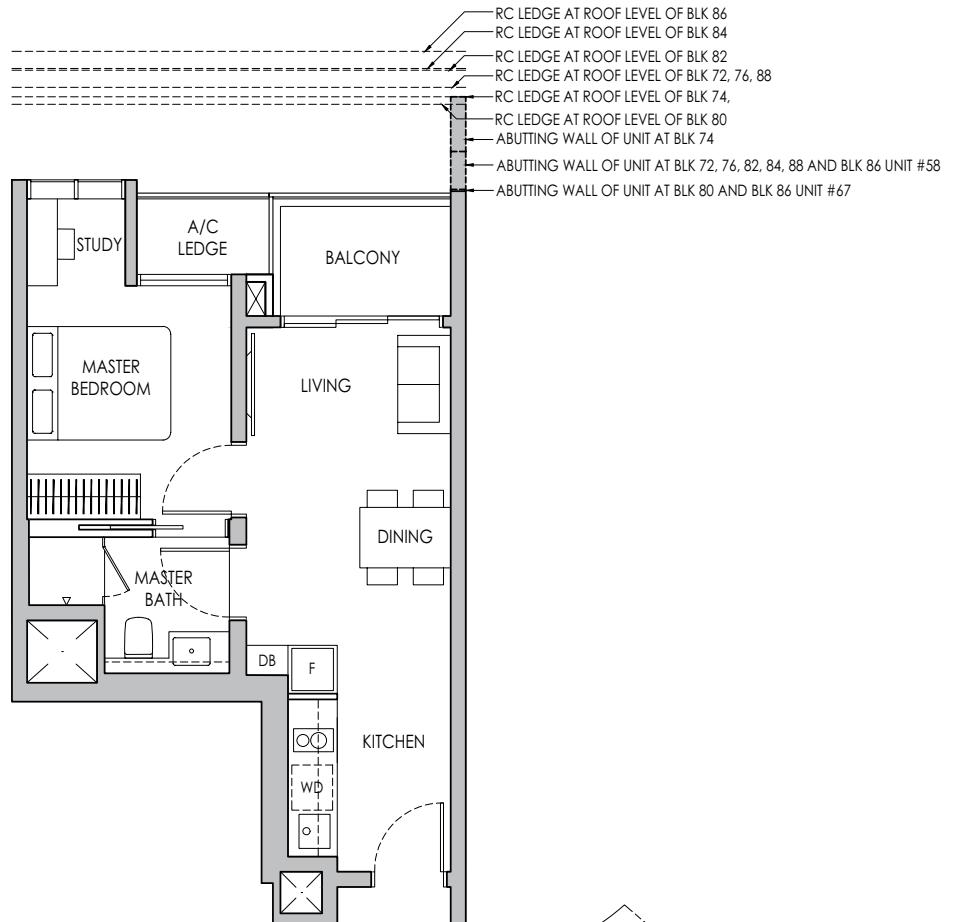 RC LEDGE AT ROOF LEVEL OF BLK 86
RC LEDGE AT ROOF LEVEL OF BLK 84
RC LEDGE AT ROOF LEVEL OF BLK 82
RC LEDGE AT ROOF LEVEL OF BLK 72, 76, 88
RC LEDGE AT ROOF LEVEL OF BLK 74,
RC LEDGE AT ROOF LEVEL OF BLK 80
ABUTTING WALL OF UNIT AT BLK 74
ABUTTING WALL OF UNIT AT BLK 72, 76, 82, 84, 88 AND BLK 86 UNIT #58
ABUTTING WALL OF UNIT AT BLK 80 AND BLK 86 UNIT #67
STUDY
A/C
LEDGE
BALCONY
MASTER
BEDROOM
LIVING
DINING
MASTER
BATH
DB
F
KITCHEN
WD